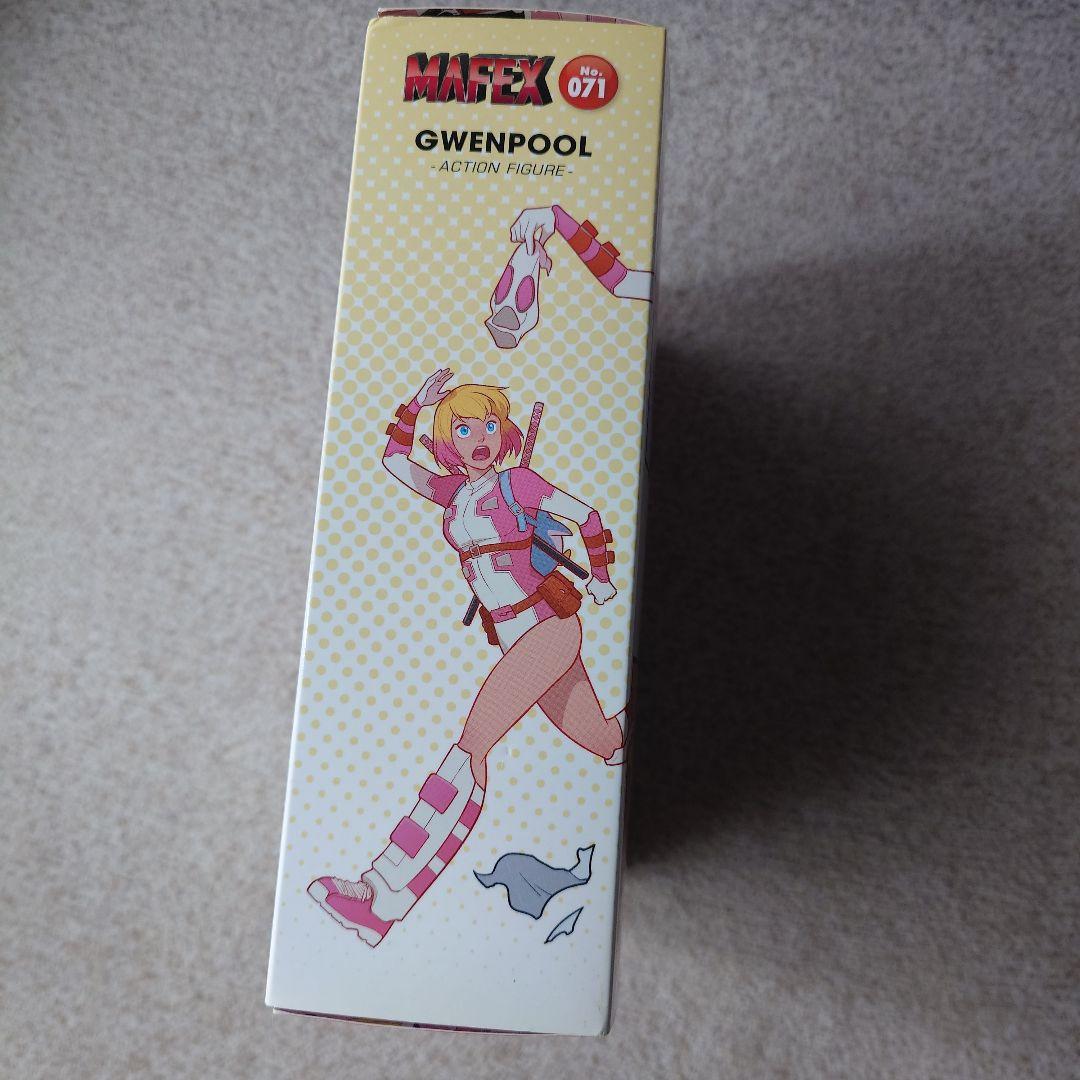 MAFEX No. 071
GWENPOOL
- ACTION FIGURE -